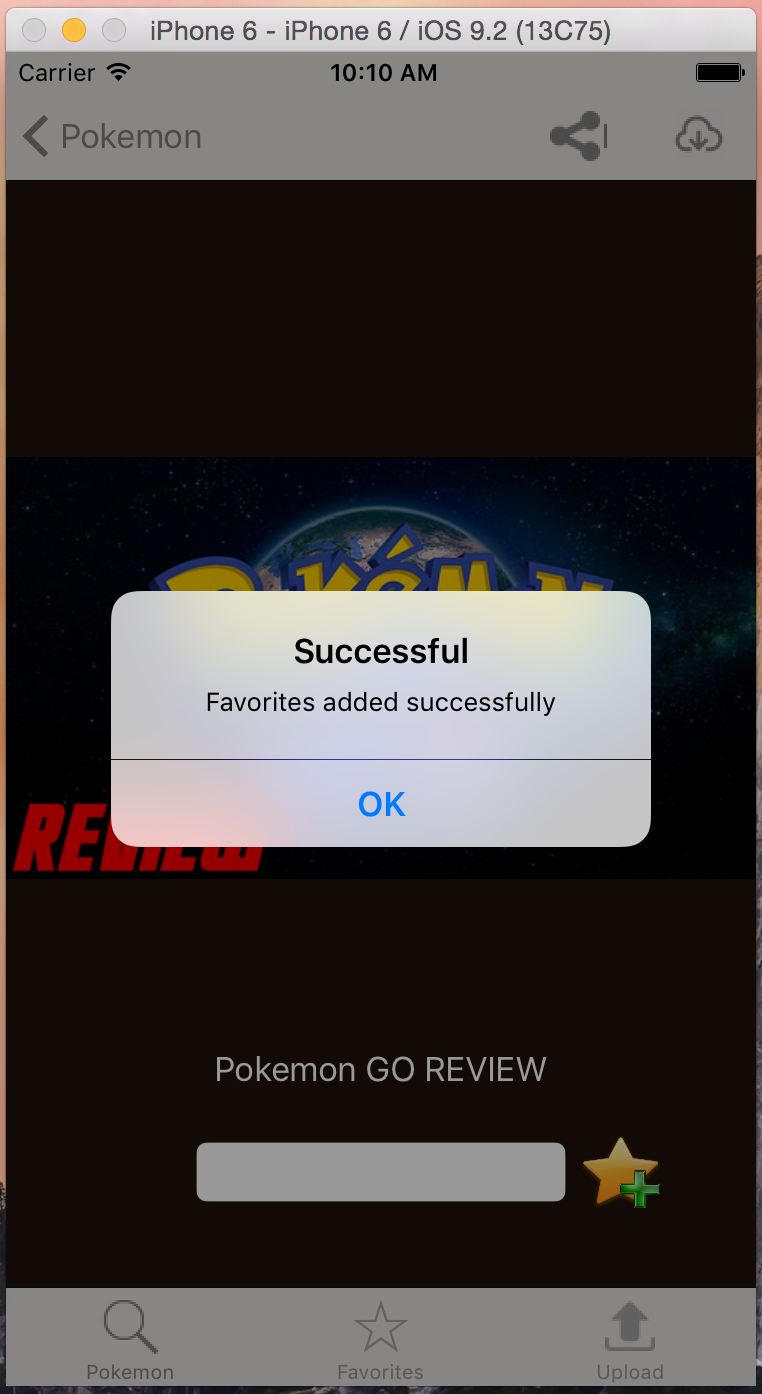 iPhone 6 - iPhone 6 / iOS 9.2 (13C75)
Carrier 10:10 AM
Pokemon
Successful
Favorites added successfully
OK
REVIEW
Pokemon GO REVIEW
Pokemon Favorites Upload